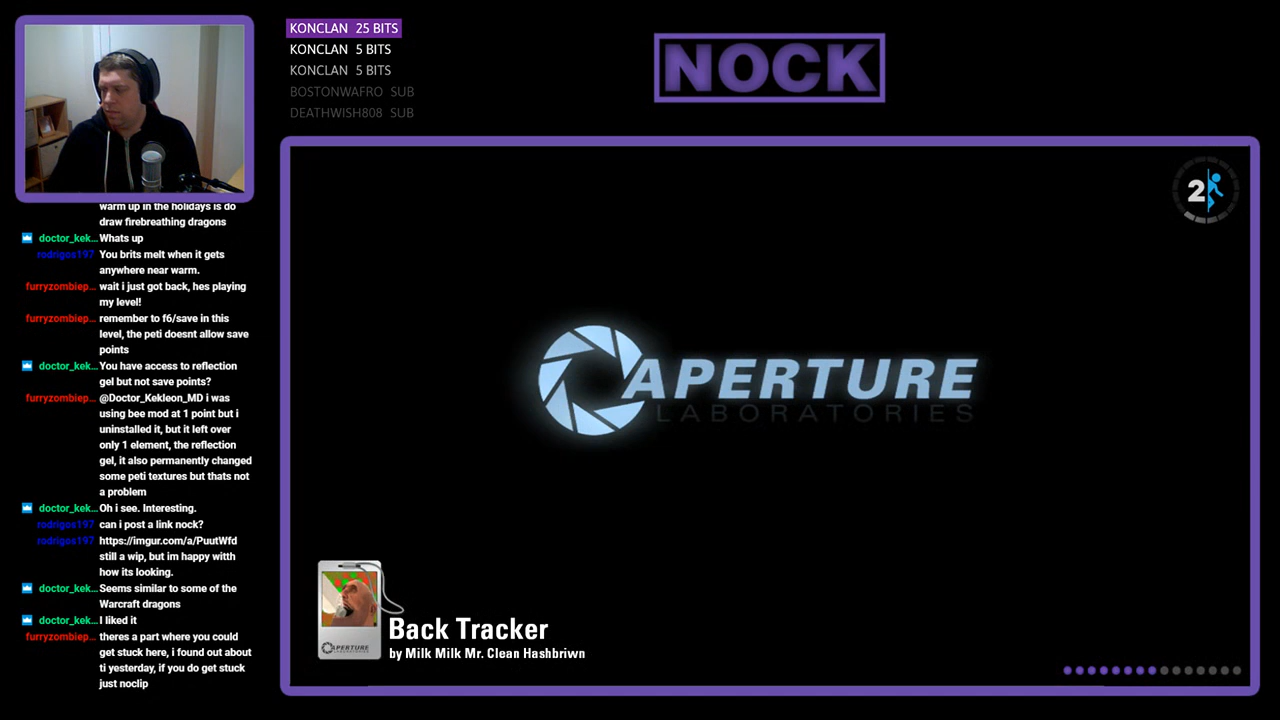 KONCLAN 25 BITS
KONCLAN 5 BITS
KONCLAN 5 BITS
BOSTONWAFRO SUB
DEATHWISH808 SUB
NOCK
warm up in the holidays is do
draw firebreathing dragons
doctor_kek... Whats up
rodrigos197 You brits melt when it gets
anywhere near warm.
furryzombiep... wait i just got back, hes playing
my level!
furryzombiep... remember to f6/save in this
level, the peti doesnt allow save
points
doctor_kek... You have access to reflection
gel but not save points?
furryzombiep... @Doctor_Kekleon_MD i was
using bee mod at 1 point but i
uninstalled it, but it left over
only 1 element, the reflection
gel, it also permanently changed
some peti textures but thats not
a problem
doctor_kek... Oh i see. Interesting.
rodrigos197 can i post a link nock?
rodrigos197 https://imgur.com/a/PuutWfd
still a wip, but im happy witth
how its looking.
doctor_kek... Seems similar to some of the
Warcraft dragons
doctor_kek... I liked it
furryzombiep... theres a part where you could
get stuck here, i found out about
ti yesterday, if you do get stuck
just noclip
2
APERTURE
LABORATORIES
APERTURE
LABORATORIES
Back Tracker
by Milk Milk Mr. Clean Hashbriwn